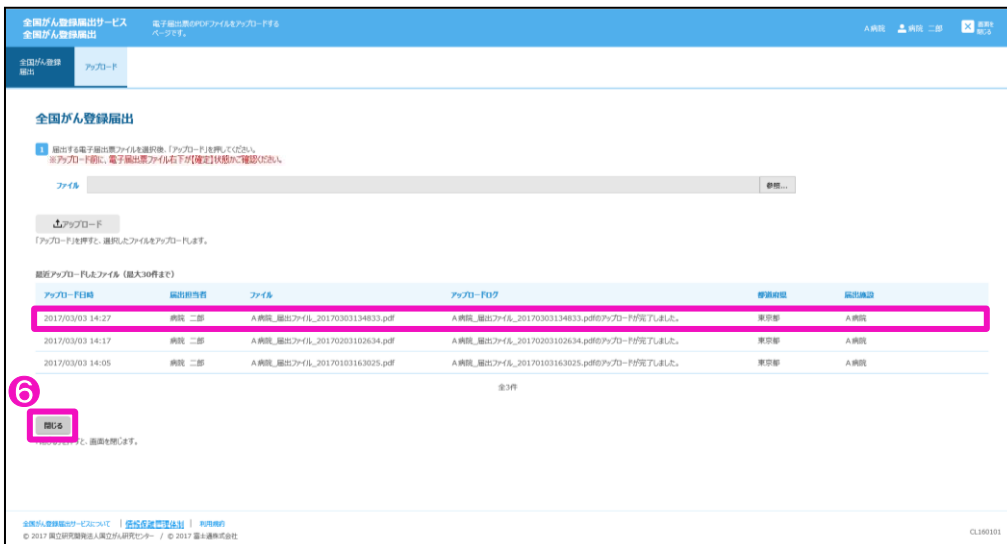 全国がん登録届出サービス
全国がん登録届出
電子届出票のPDFファイルをアップロードする
ページです。
A病院 病院 二郎 画面を
閉じる
全国がん登録
届出
アップロード
全国がん登録届出
1 届出する電子届出票ファイルを選択後、「アップロード」を押してください。
※アップロード前に、電子届出票ファイル右下が【確定】状態かご確認ください。
ファイル 参照...
アップロード
「アップロード」を押すと、選択したファイルをアップロードします。
最近アップロードしたファイル（最大30件まで）
アップロード日時 届出担当者 ファイル アップロードログ 都道府県 届出施設
2017/03/03 14:27 病院 二郎 A病院_届出ファイル_20170303134833.pdf A病院_届出ファイル_20170303134833.pdfのアップロードが完了しました。 東京都 A病院
2017/03/03 14:17 病院 二郎 A病院_届出ファイル_20170203102634.pdf A病院_届出ファイル_20170203102634.pdfのアップロードが完了しました。 東京都 A病院
2017/03/03 14:05 病院 二郎 A病院_届出ファイル_20170103163025.pdf A病院_届出ファイル_20170103163025.pdfのアップロードが完了しました。 東京都 A病院
全3件
6
閉じる
と、画面を閉じます。
全国がん登録届出サービスについて | 情報保護管理体制 | 利用規約
© 2017 国立研究開発法人国立がん研究センター / © 2017 富士通株式会社
CL160101